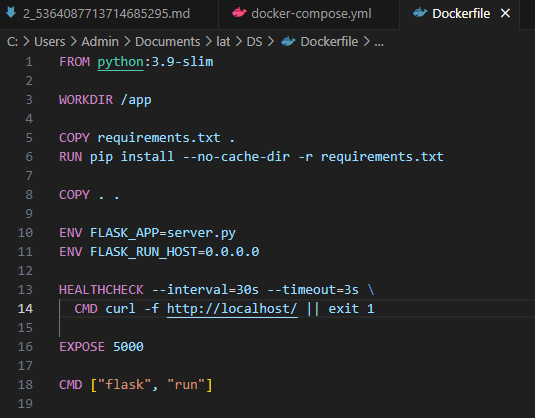 2_5364087713714685295.md docker-compose.yml Dockerfile
C: > Users > Admin > Documents > lat > DS > Dockerfile > ...
1 FROM python:3.9-slim
2
3 WORKDIR /app
4
5 COPY requirements.txt .
6 RUN pip install --no-cache-dir -r requirements.txt
7
8 COPY . .
9
10 ENV FLASK_APP=server.py
11 ENV FLASK_RUN_HOST=0.0.0.0
12
13 HEALTHCHECK --interval=30s --timeout=3s \
14 CMD curl -f http://localhost/ || exit 1
15
16 EXPOSE 5000
17
18 CMD ["flask", "run"]
19